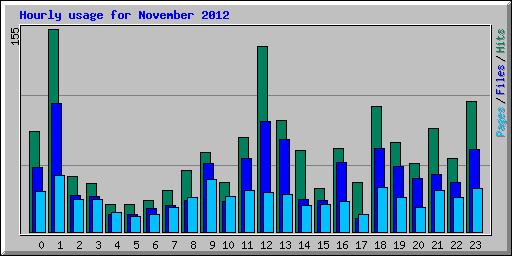 Hourly usage for November 2012
155
Pages/Files/Hits
0 1 2 3 4 5 6 7 8 9 10 11 12 13 14 15 16 17 18 19 20 21 22 23